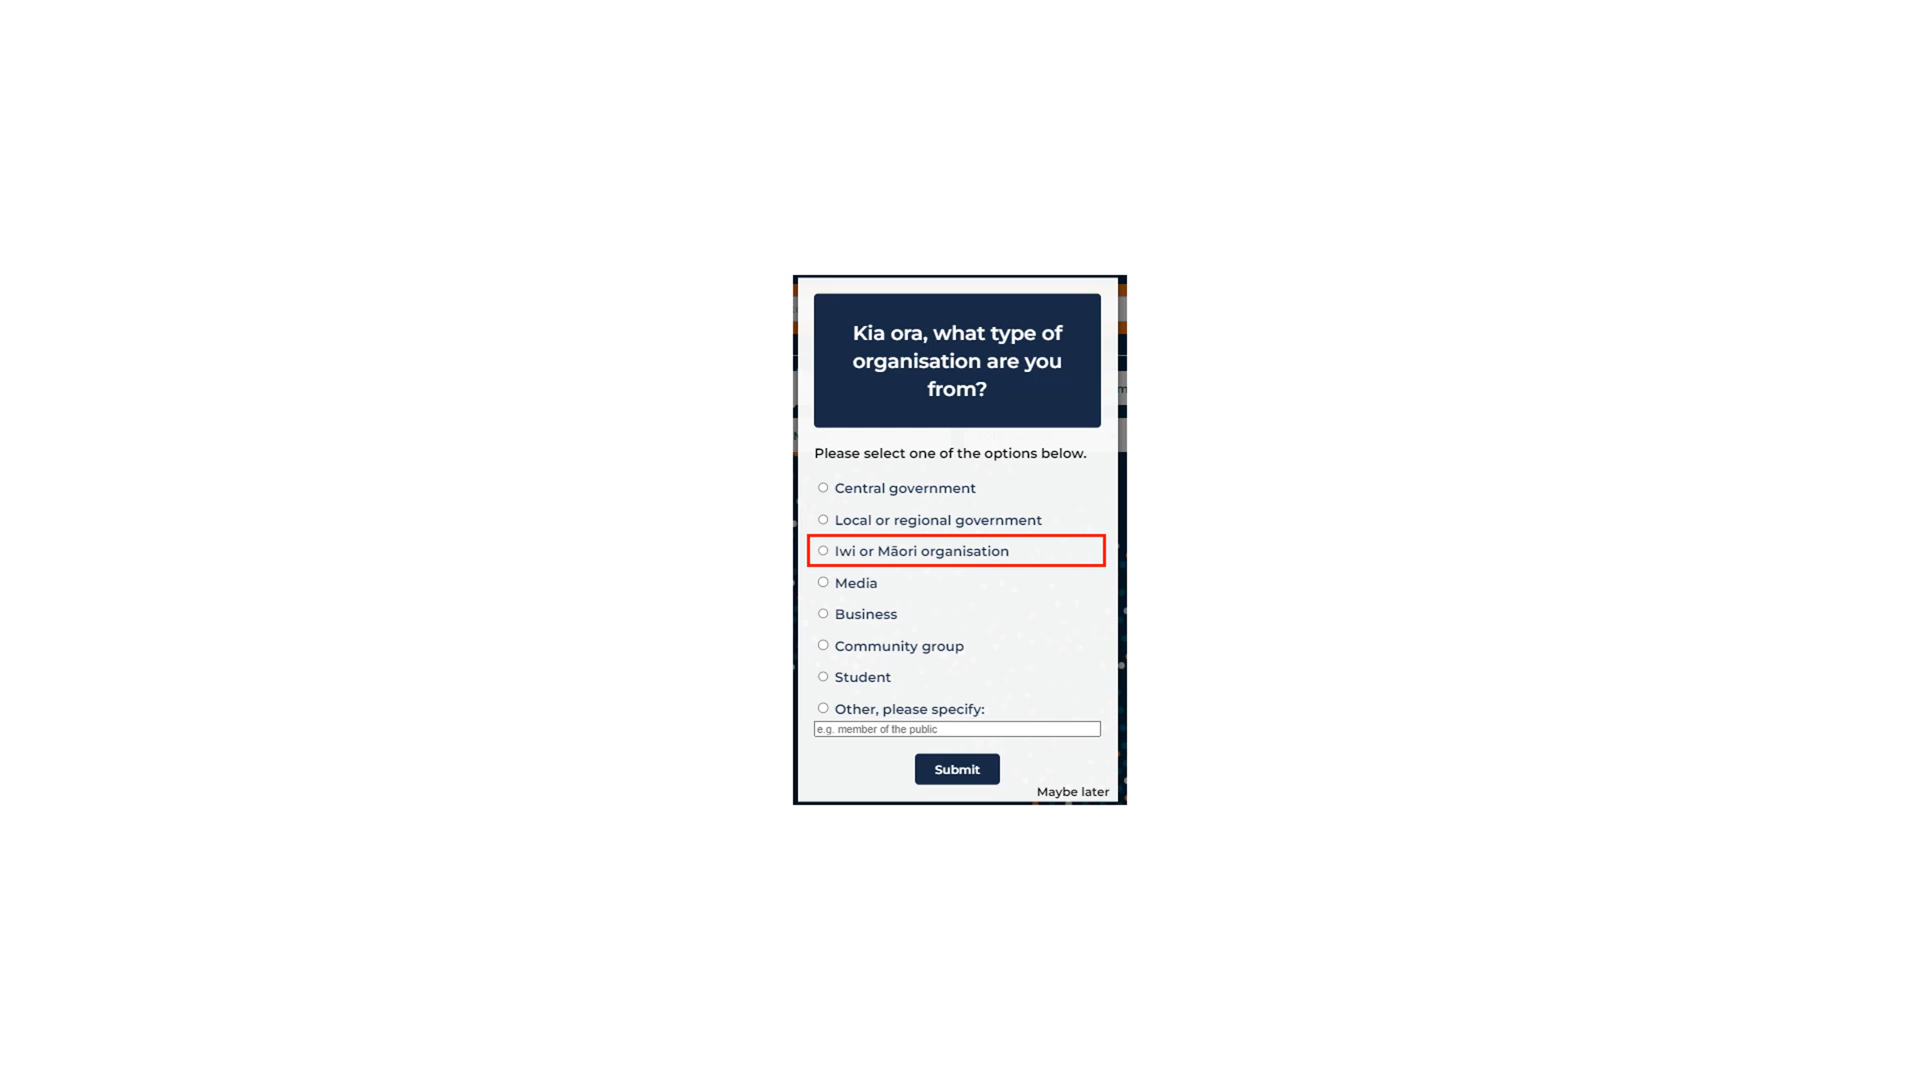 Kia ora, what type of
organisation are you
from?
Please select one of the options below.
Central government
Local or regional government
Iwi or Māori organisation
Media
Business
Community group
Student
Other, please specify:
e.g. member of the public
Submit
Maybe later